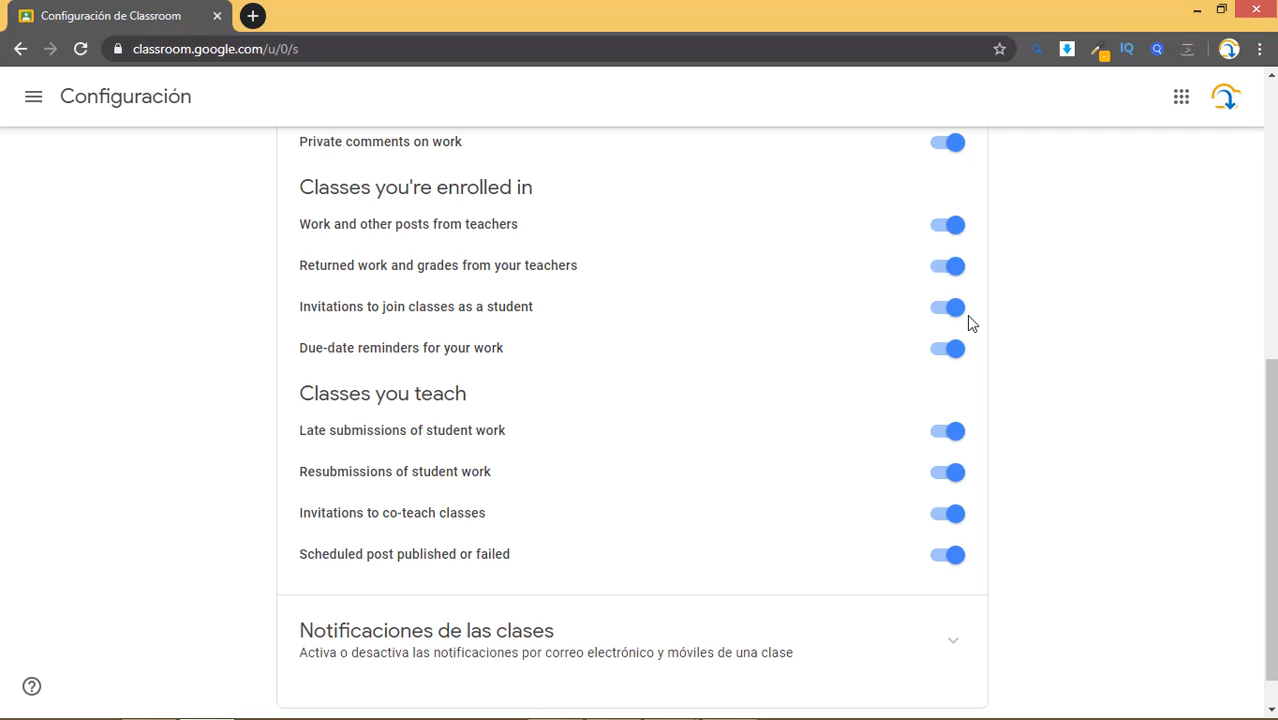 Configuración de Classroom
classroom.google.com/u/0/s
IQ
Configuración
Private comments on work
Classes you're enrolled in
Work and other posts from teachers
Returned work and grades from your teachers
Invitations to join classes as a student
Due-date reminders for your work
Classes you teach
Late submissions of student work
Resubmissions of student work
Invitations to co-teach classes
Scheduled post published or failed
Notificaciones de las clases
Activa o desactiva las notificaciones por correo electrónico y móviles de una clase